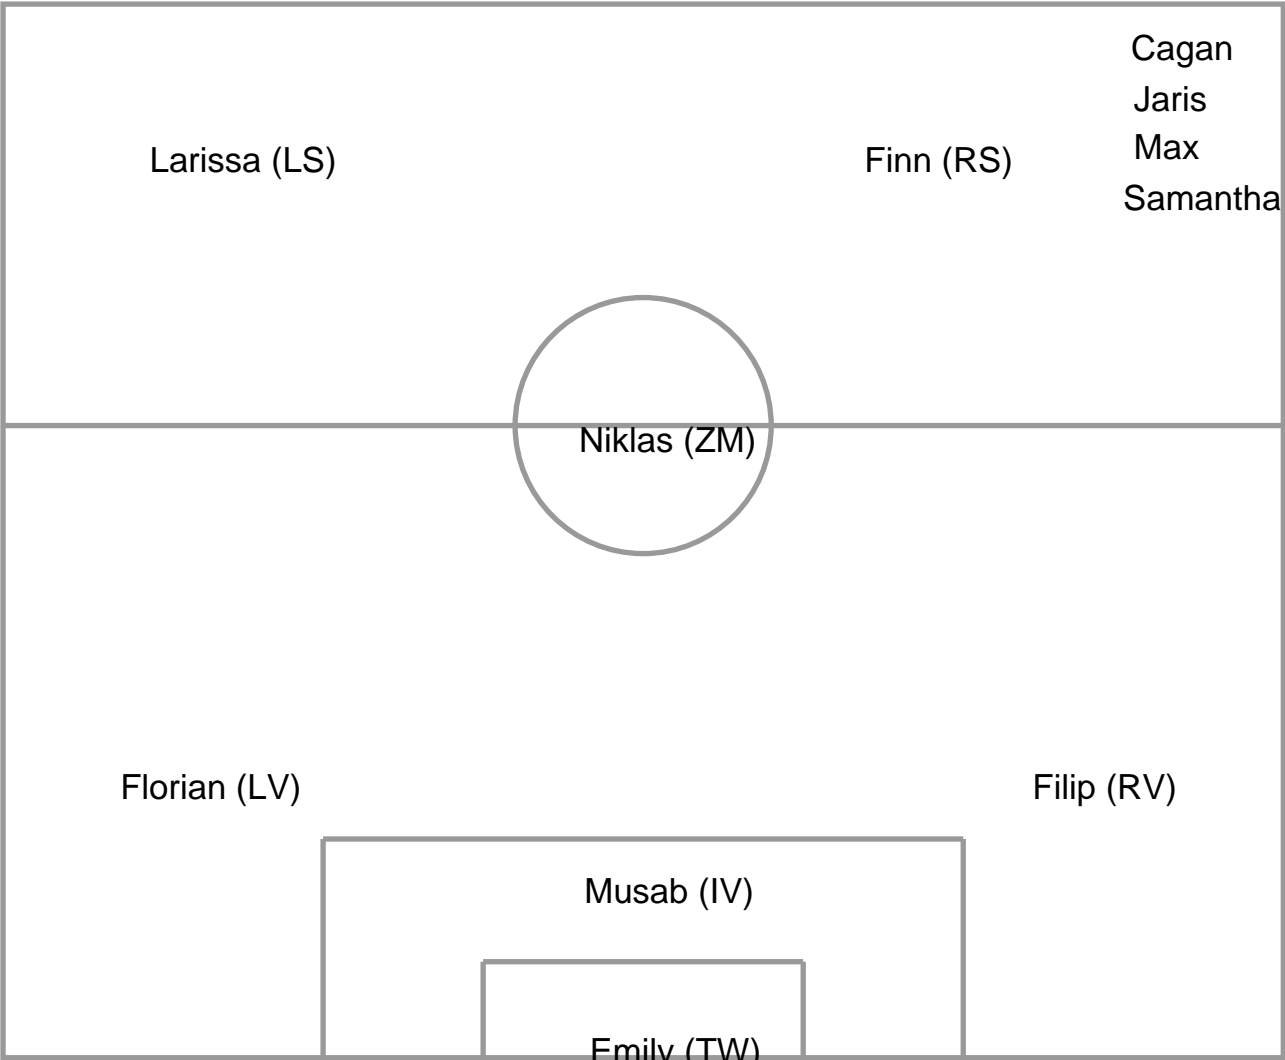 Cagan
Jaris
Max
Samantha
Larissa (LS)
Finn (RS)
Niklas (ZM)
Florian (LV)
Filip (RV)
Musab (IV)
Emily (TW)